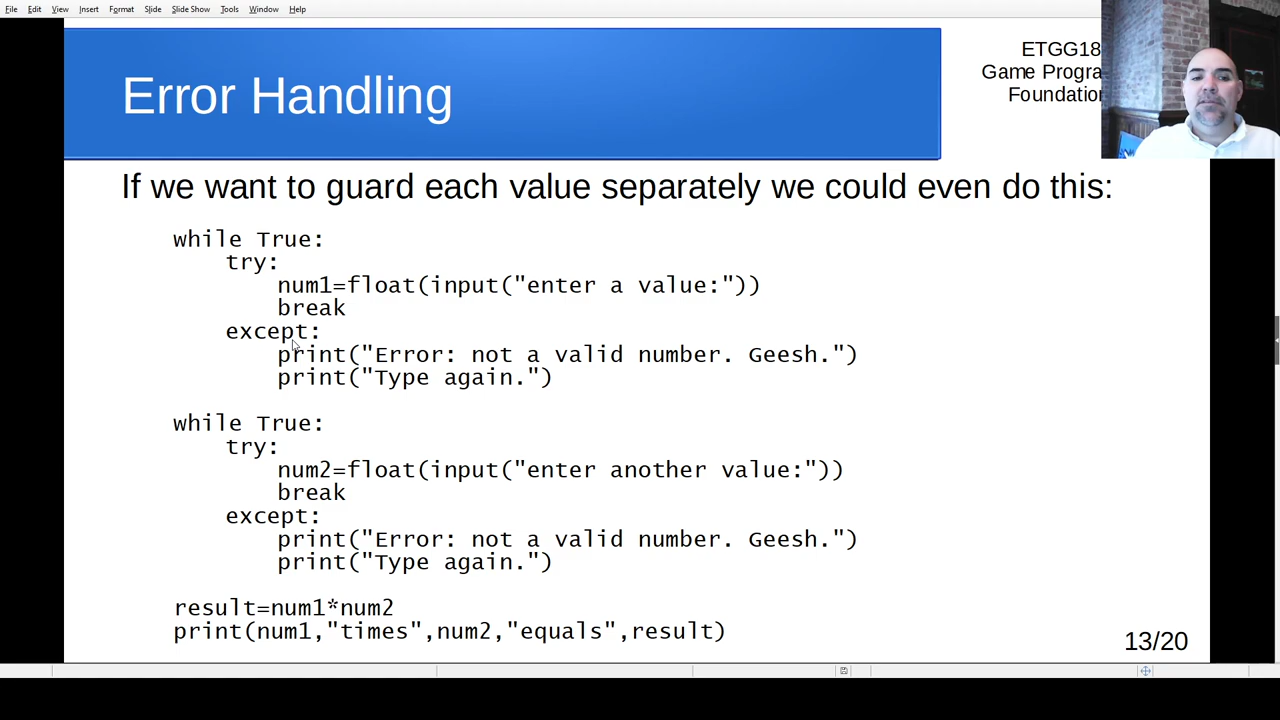 File Edit View Insert Format Slide Slide Show Tools Window Help
Error Handling
ETGG18
Game Progra
Foundation
If we want to guard each value separately we could even do this:
while True:
    try:
        num1=float(input("enter a value:"))
        break
    except:
        print("Error: not a valid number. Geesh.")
        print("Type again.")
while True:
    try:
        num2=float(input("enter another value:"))
        break
    except:
        print("Error: not a valid number. Geesh.")
        print("Type again.")
result=num1*num2
print(num1,"times",num2,"equals",result)
13/20